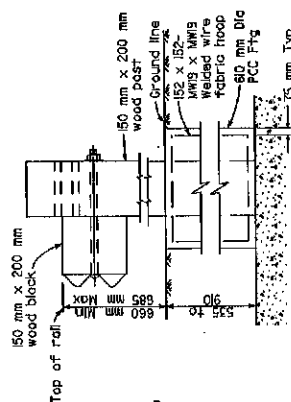 150 mm x 200 mm
wood block
Top of rail
150 mm x 200 mm
wood post
Ground line
152 x 152-
MW19 x MW19
Welded wire
fabric hoop
610 mm Dia
PCC Ftg
75 mm Typ
660 mm Min
685 mm Max
535 to
910